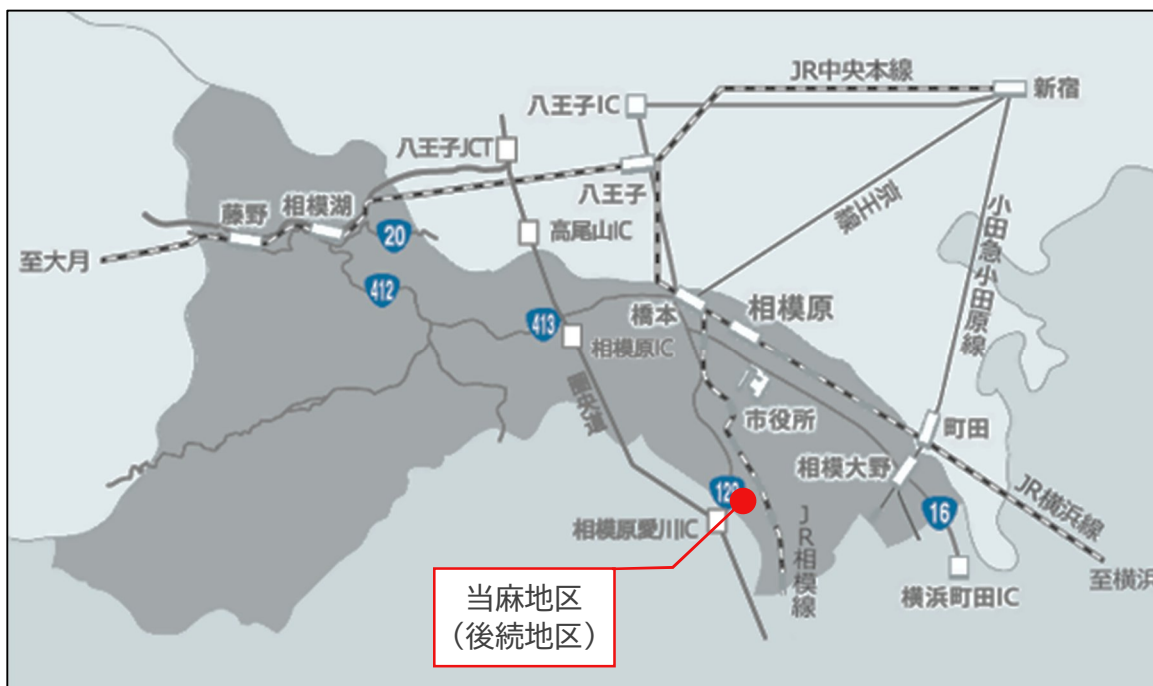 JR中央本線
新宿
八王子IC
八王子JCT
八王子
京王線
小田急小田原線
藤野
相模湖
20
高尾山IC
至大月
412
橋本
相模原
413
相模原IC
圏央道
市役所
町田
相模大野
JR横浜線
相模原愛川IC
JR相模線
16
至横浜
横浜町田IC
当麻地区
（後続地区）